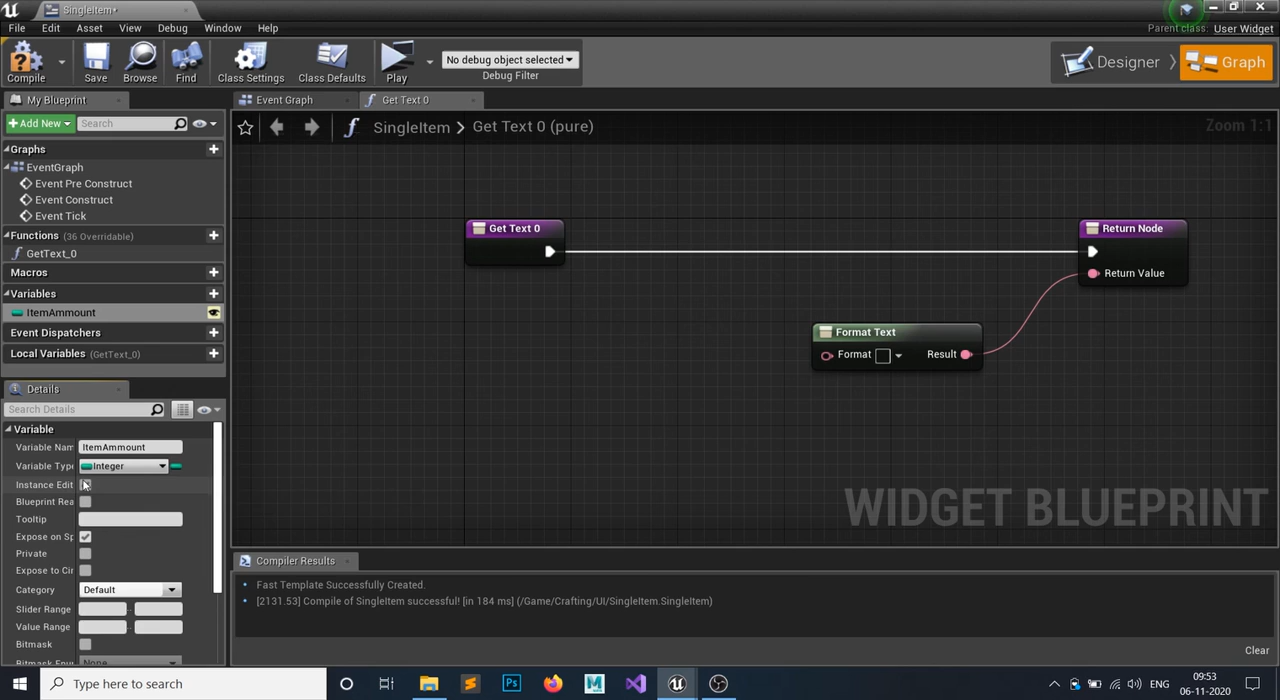 SingleItem*
File Edit Asset View Window Debug Help
Parent class: User Widget
Compile Save Browse Find Class Settings Class Defaults Play
No debug object selected
Debug Filter
Designer
Graph
My Blueprint
Event Graph
Get Text 0
Add New
Search
SingleItem > Get Text 0 (pure)
Zoom 1:1
Graphs
EventGraph
Event Pre Construct
Event Construct
Event Tick
Functions (36 Overridable)
GetText_0
Macros
Variables
ItemAmmount
Event Dispatchers
Local Variables (GetText_0)
Get Text 0
Return Node
Return Value
Format Text
Format
Result
WIDGET BLUEPRINT
Details
Search Details
Variable
Variable Nam
ItemAmmount
Variable Type
Integer
Instance Edit
Blueprint Rea
Tooltip
Expose on Sp
Private
Expose to Cin
Category
Default
Slider Range
Value Range
Bitmask
Bitmask Enu
None
Compiler Results
Fast Template Successfully Created.
[2131.53] Compile of SingleItem successful! [in 184 ms] (/Game/Crafting/UI/SingleItem.SingleItem)
Clear
Type here to search
Ps
M
ENG
09:53
06-11-2020